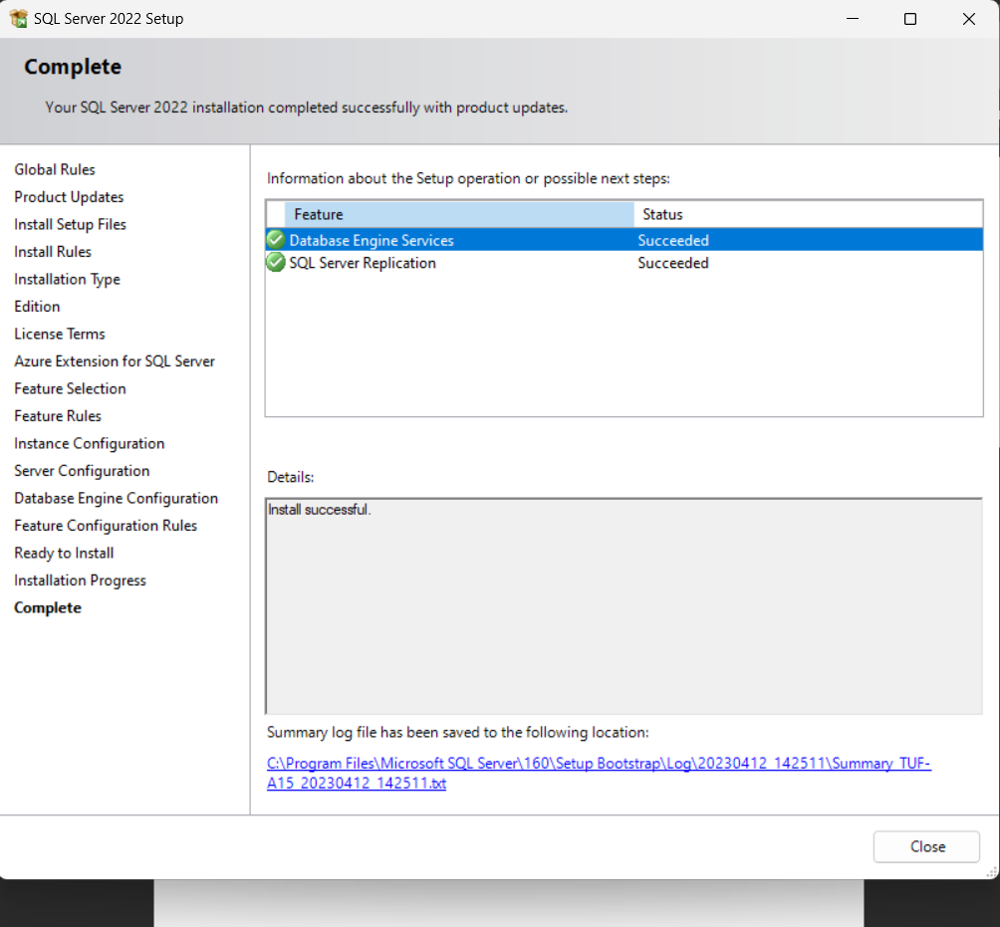 SQL Server 2022 Setup
Complete
Your SQL Server 2022 installation completed successfully with product updates.
Global Rules
Product Updates
Install Setup Files
Install Rules
Installation Type
Edition
License Terms
Azure Extension for SQL Server
Feature Selection
Feature Rules
Instance Configuration
Server Configuration
Database Engine Configuration
Feature Configuration Rules
Ready to Install
Installation Progress
Complete
Information about the Setup operation or possible next steps:
Feature Status
Database Engine Services Succeeded
SQL Server Replication Succeeded
Details:
Install successful.
Summary log file has been saved to the following location:
C:\Program Files\Microsoft SQL Server\160\Setup Bootstrap\Log\20230412_142511\Summary_TUF-
A15_20230412_142511.txt
Close